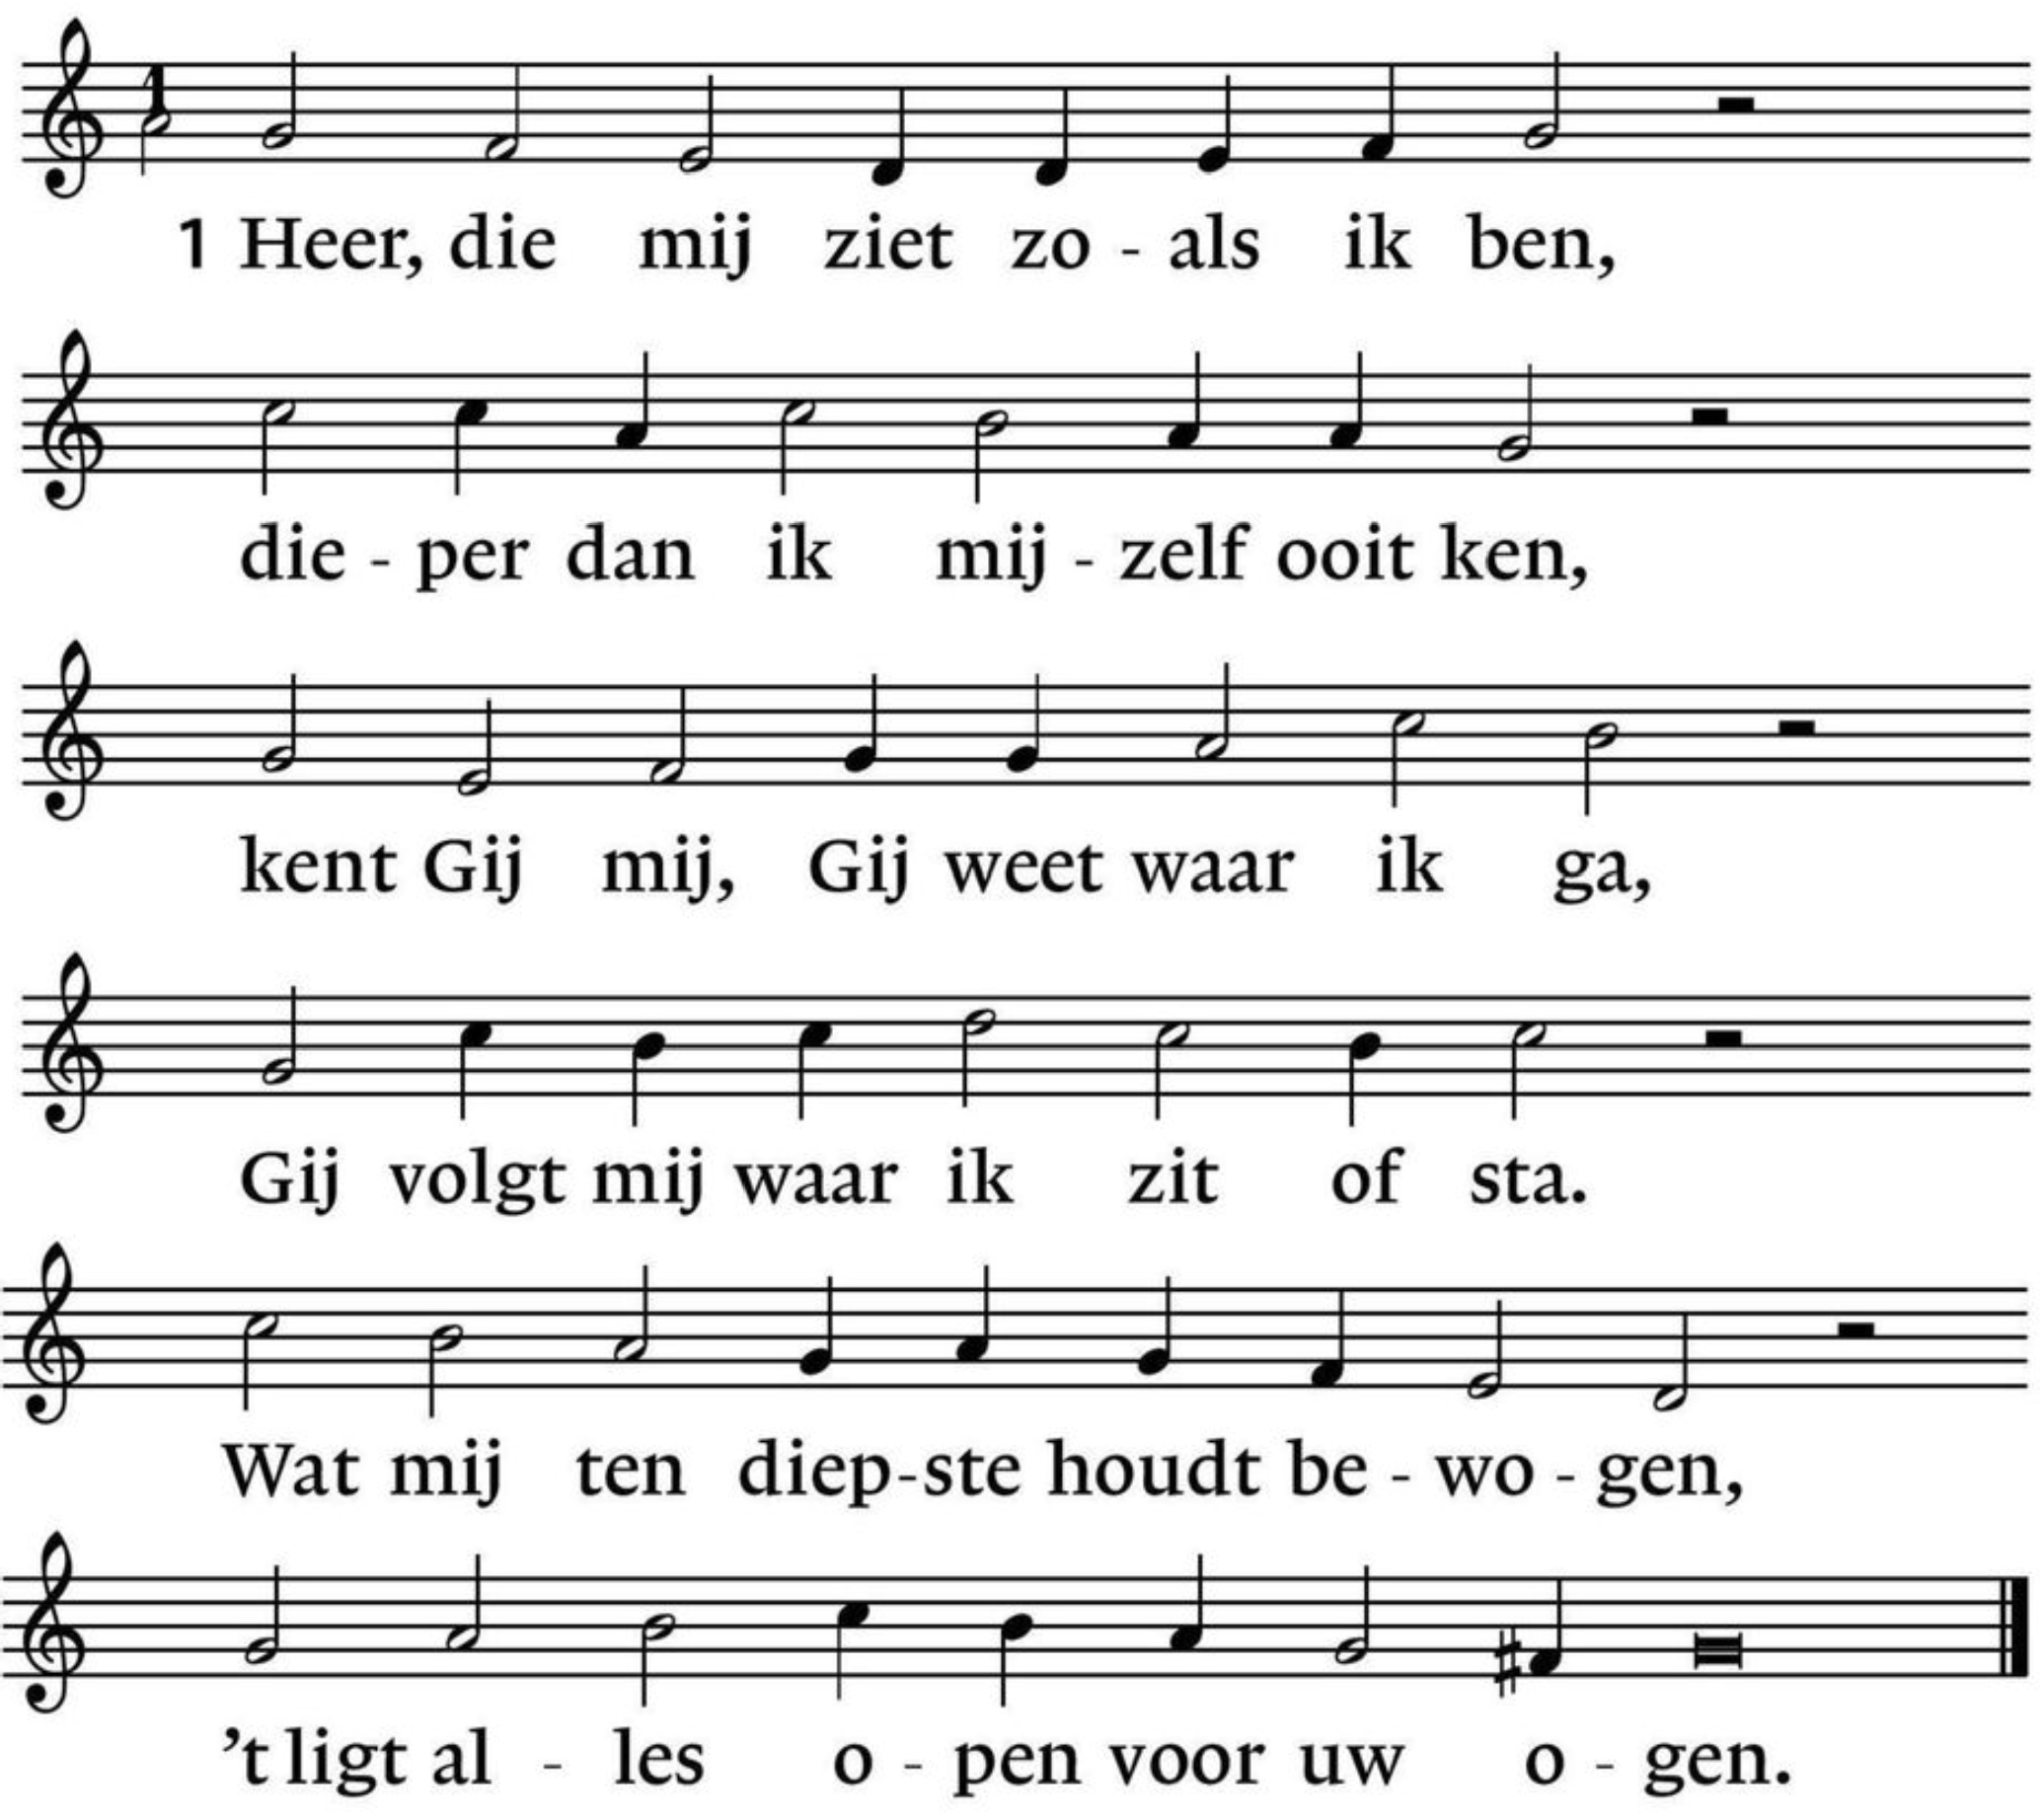 1 Heer, die mij ziet zo - als ik ben,
die - per dan ik mij - zelf ooit ken,
kent Gij mij, Gij weet waar ik ga,
Gij volgt mij waar ik zit of sta.
Wat mij ten diep-ste houdt be - wo - gen,
’t ligt al - les o - pen voor uw o - gen.